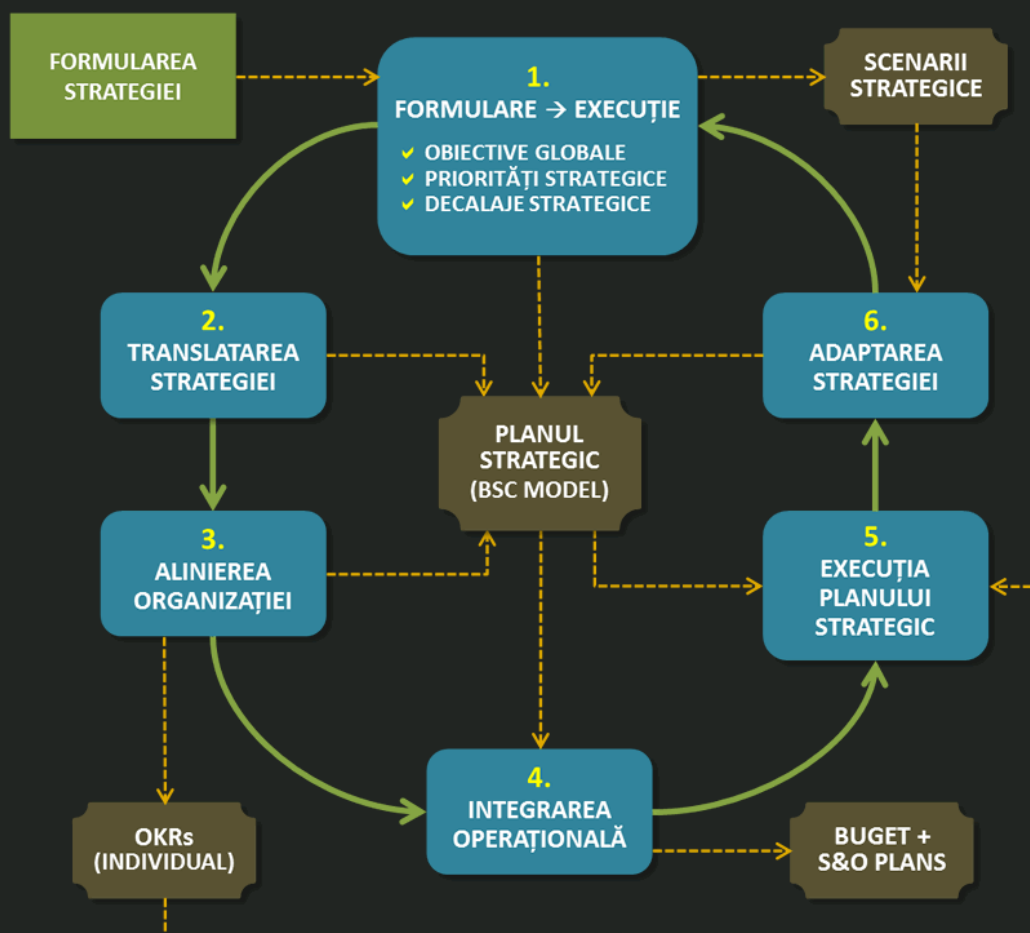 FORMULAREA
STRATEGIEI
1.
FORMULARE → EXECUȚIE
OBIECTIVE GLOBALE
PRIORITĂȚI STRATEGICE
DECALAJE STRATEGICE
SCENARII
STRATEGICE
2.
TRANSLATAREA
STRATEGIEI
6.
ADAPTAREA
STRATEGIEI
PLANUL
STRATEGIC
(BSC MODEL)
3.
ALINIEREA
ORGANIZAȚIEI
5.
EXECUȚIA
PLANULUI
STRATEGIC
4.
INTEGRAREA
OPERAȚIONALĂ
OKRs
(INDIVIDUAL)
BUGET +
S&O PLANS